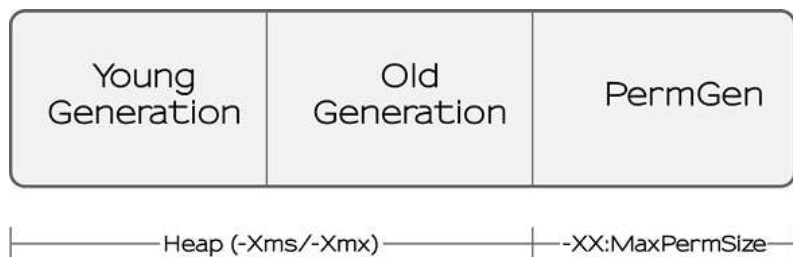 Young
Generation
Old
Generation
PermGen
Heap (-Xms/-Xmx)
-XX:MaxPermSize